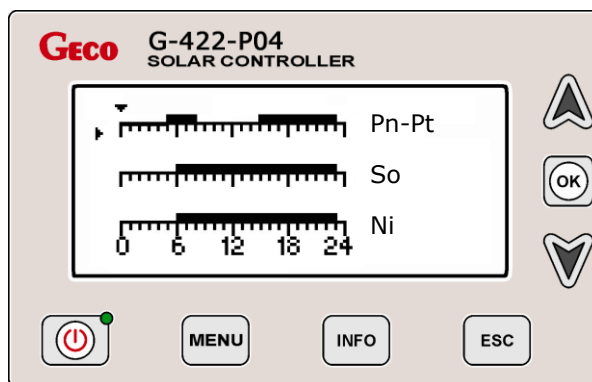 GECO G-422-P04
SOLAR CONTROLLER
Pn-Pt
So
Ni
0 6 12 18 24
OK
MENU INFO ESC